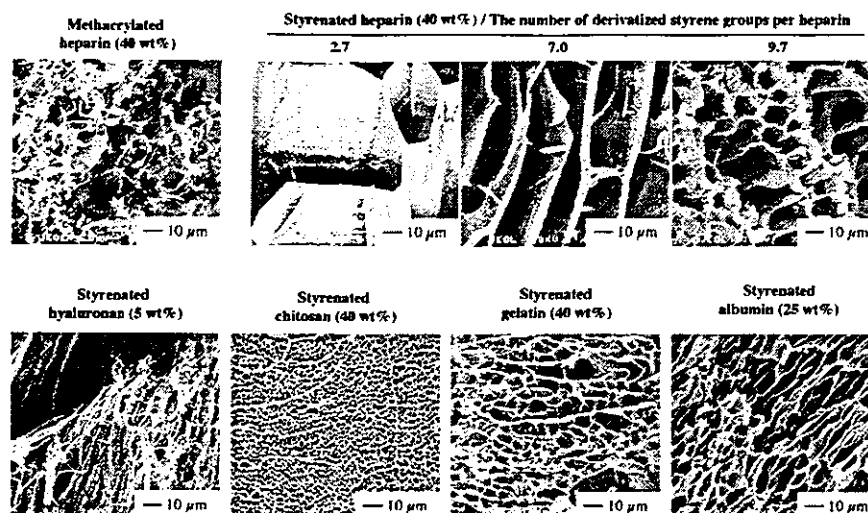 Methacrylated
heparin (40 wt%)
Styrenated heparin (40 wt%) / The number of derivatized styrene groups per heparin
2.7
7.0
9.7
10 μm
10 μm
10 μm
10 μm
Styrenated
hyaluronan (5 wt%)
Styrenated
chitosan (40 wt%)
Styrenated
gelatin (40 wt%)
Styrenated
albumin (25 wt%)
10 μm
10 μm
10 μm
10 μm